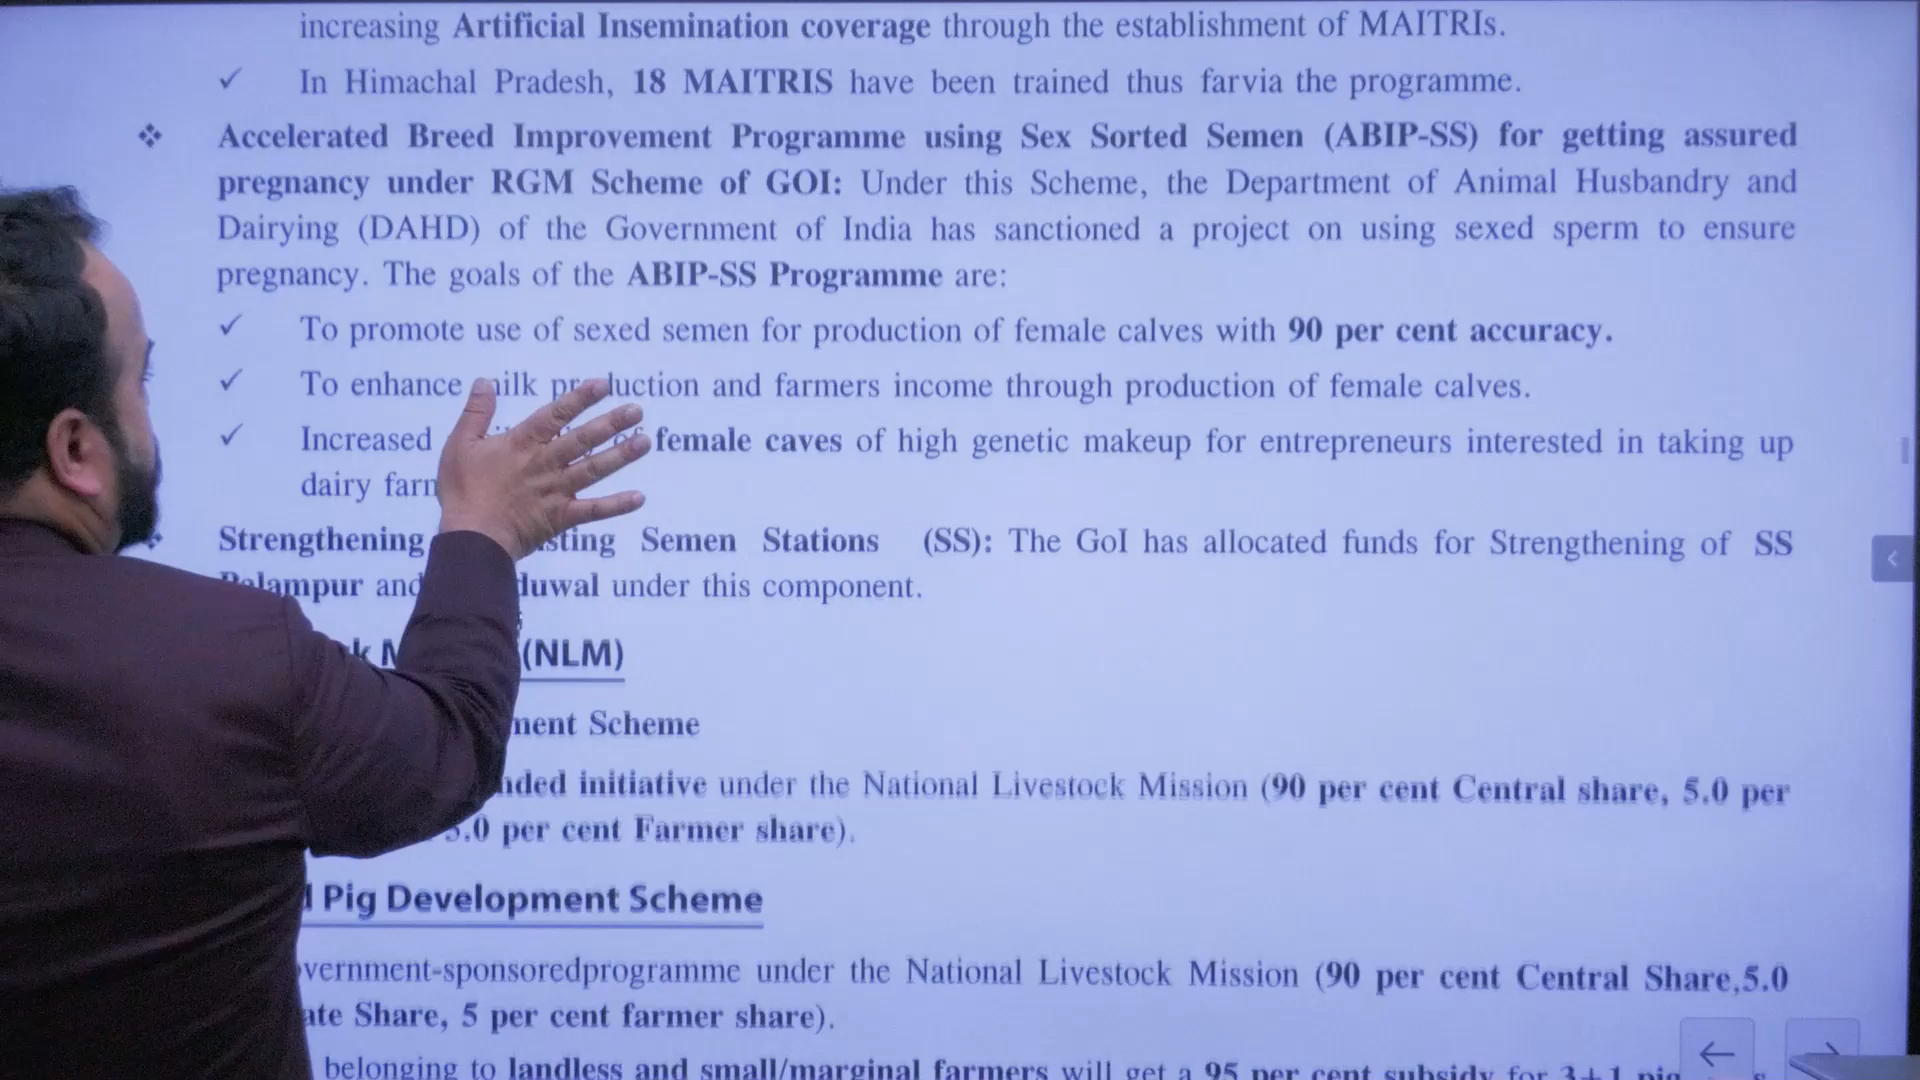 increasing Artificial Insemination coverage through the establishment of MAITRIs.
✓ In Himachal Pradesh, 18 MAITRIS have been trained thus farvia the programme.
❖ Accelerated Breed Improvement Programme using Sex Sorted Semen (ABIP-SS) for getting assured
pregnancy under RGM Scheme of GOI: Under this Scheme, the Department of Animal Husbandry and
Dairying (DAHD) of the Government of India has sanctioned a project on using sexed sperm to ensure
pregnancy. The goals of the ABIP-SS Programme are:
✓ To promote use of sexed semen for production of female calves with 90 per cent accuracy.
✓ To enhance milk production and farmers income through production of female calves.
✓ Increased of female caves of high genetic makeup for entrepreneurs interested in taking up
dairy
Strengthening Semen Stations (SS): The GoI has allocated funds for Strengthening of SS
Palampur and under this component.
(NLM)
Scheme
initiative under the National Livestock Mission (90 per cent Central share, 5.0 per
5.0 per cent Farmer share).
Pig Development Scheme
under the National Livestock Mission (90 per cent Central Share,5.0
Share, 5 per cent farmer share).
belonging to landless and small/marginal farmers will get a 95 per cent subsidy for 3+1